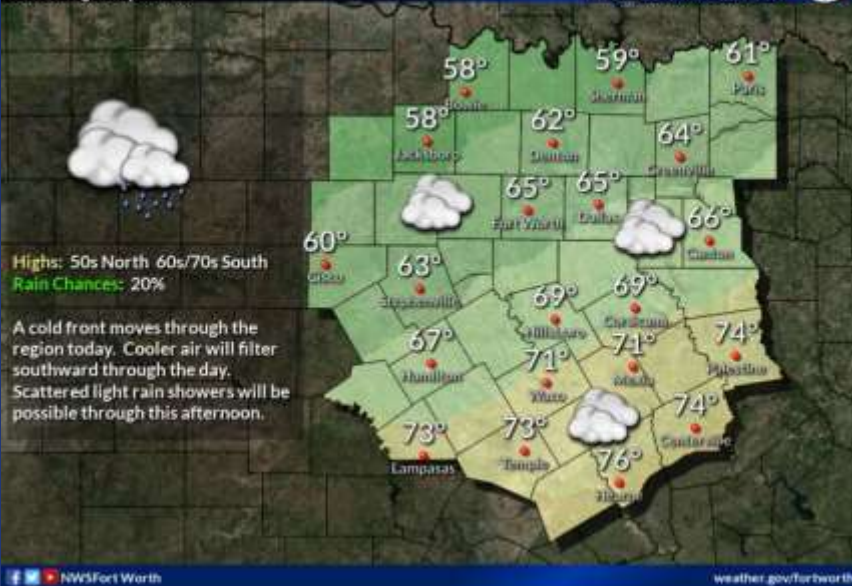 61°
Paris
59°
Sherman
58°
Bowie
58°
Jacksboro
62°
Denton
64°
Greenville
65°
Fort Worth
65°
Dallas
66°
Canton
60°
Cisco
63°
Stephenville
Highs: 50s North 60s/70s South
Rain Chances: 20%
A cold front moves through the
region today. Cooler air will filter
southward through the day.
Scattered light rain showers will be
possible through this afternoon.
69°
Hillsboro
69°
Corsicana
67°
Hamilton
71°
Waco
71°
Mexia
74°
Palestine
73°
Lampasas
73°
Temple
74°
Centerville
76°
Hearne
NWSFort Worth
weather.gov/fortworth